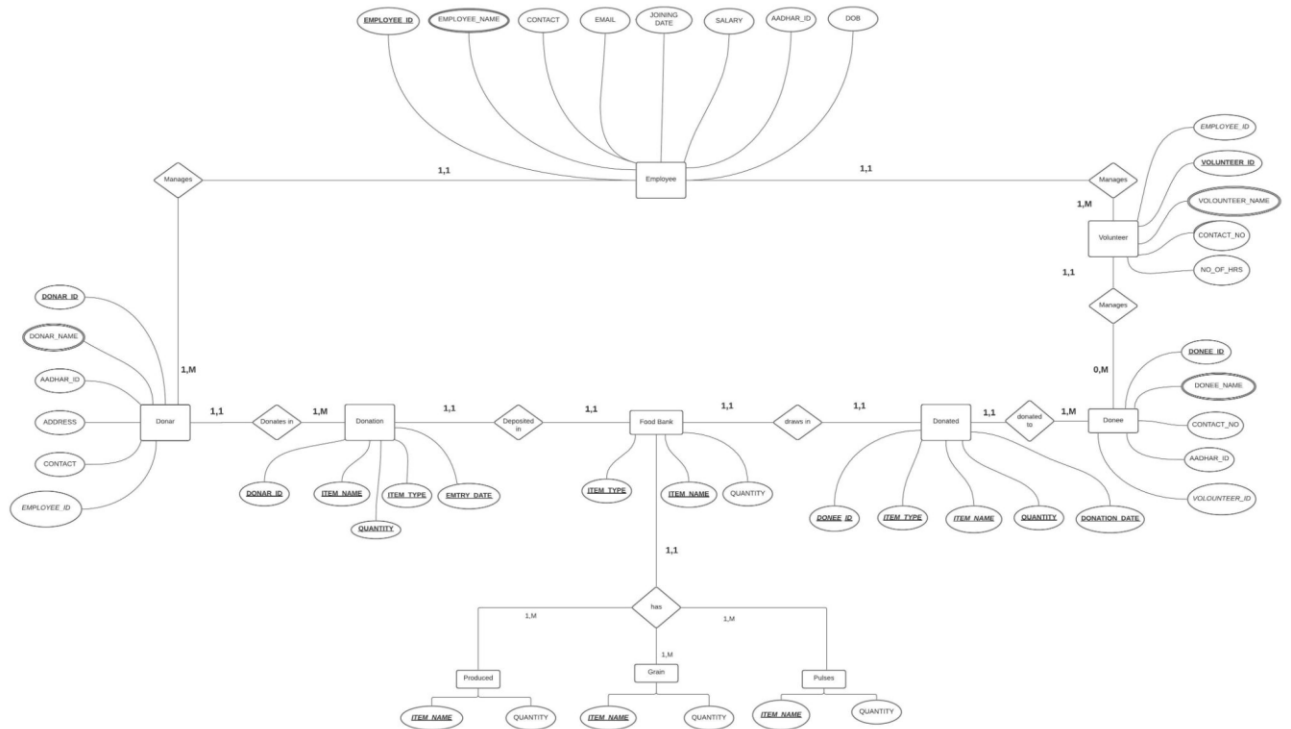 EMPLOYEE_ID
EMPLOYEE_NAME
CONTACT
EMAIL
JOINING
DATE
SALARY
AADHAR_ID
DOB
Manages
1,1
Employee
1,1
Manages
1,M
Volunteer
1,1
EMPLOYEE_ID
VOLUNTEER_ID
VOLOUNTEER_NAME
CONTACT_NO
NO_OF_HRS
Manages
0,M
DONAR_ID
DONAR_NAME
AADHAR_ID
ADDRESS
CONTACT
EMPLOYEE_ID
1,M
Donar
1,1
Donates in
1,M
Donation
1,1
Deposited
in
1,1
Food Bank
1,1
draws in
1,1
Donated
1,1
donated
to
1,M
Donee
DONEE_ID
DONEE_NAME
CONTACT_NO
AADHAR_ID
VOLOUNTEER_ID
DONAR_ID
ITEM_NAME
QUANTITY
ITEM_TYPE
EMTRY_DATE
ITEM_TYPE
ITEM_NAME
QUANTITY
DONEE_ID
ITEM_TYPE
ITEM_NAME
QUANTITY
DONATION_DATE
1,1
has
1,M
1,M
1,M
Produced
Grain
Pulses
ITEM_NAME
QUANTITY
ITEM_NAME
QUANTITY
ITEM_NAME
QUANTITY